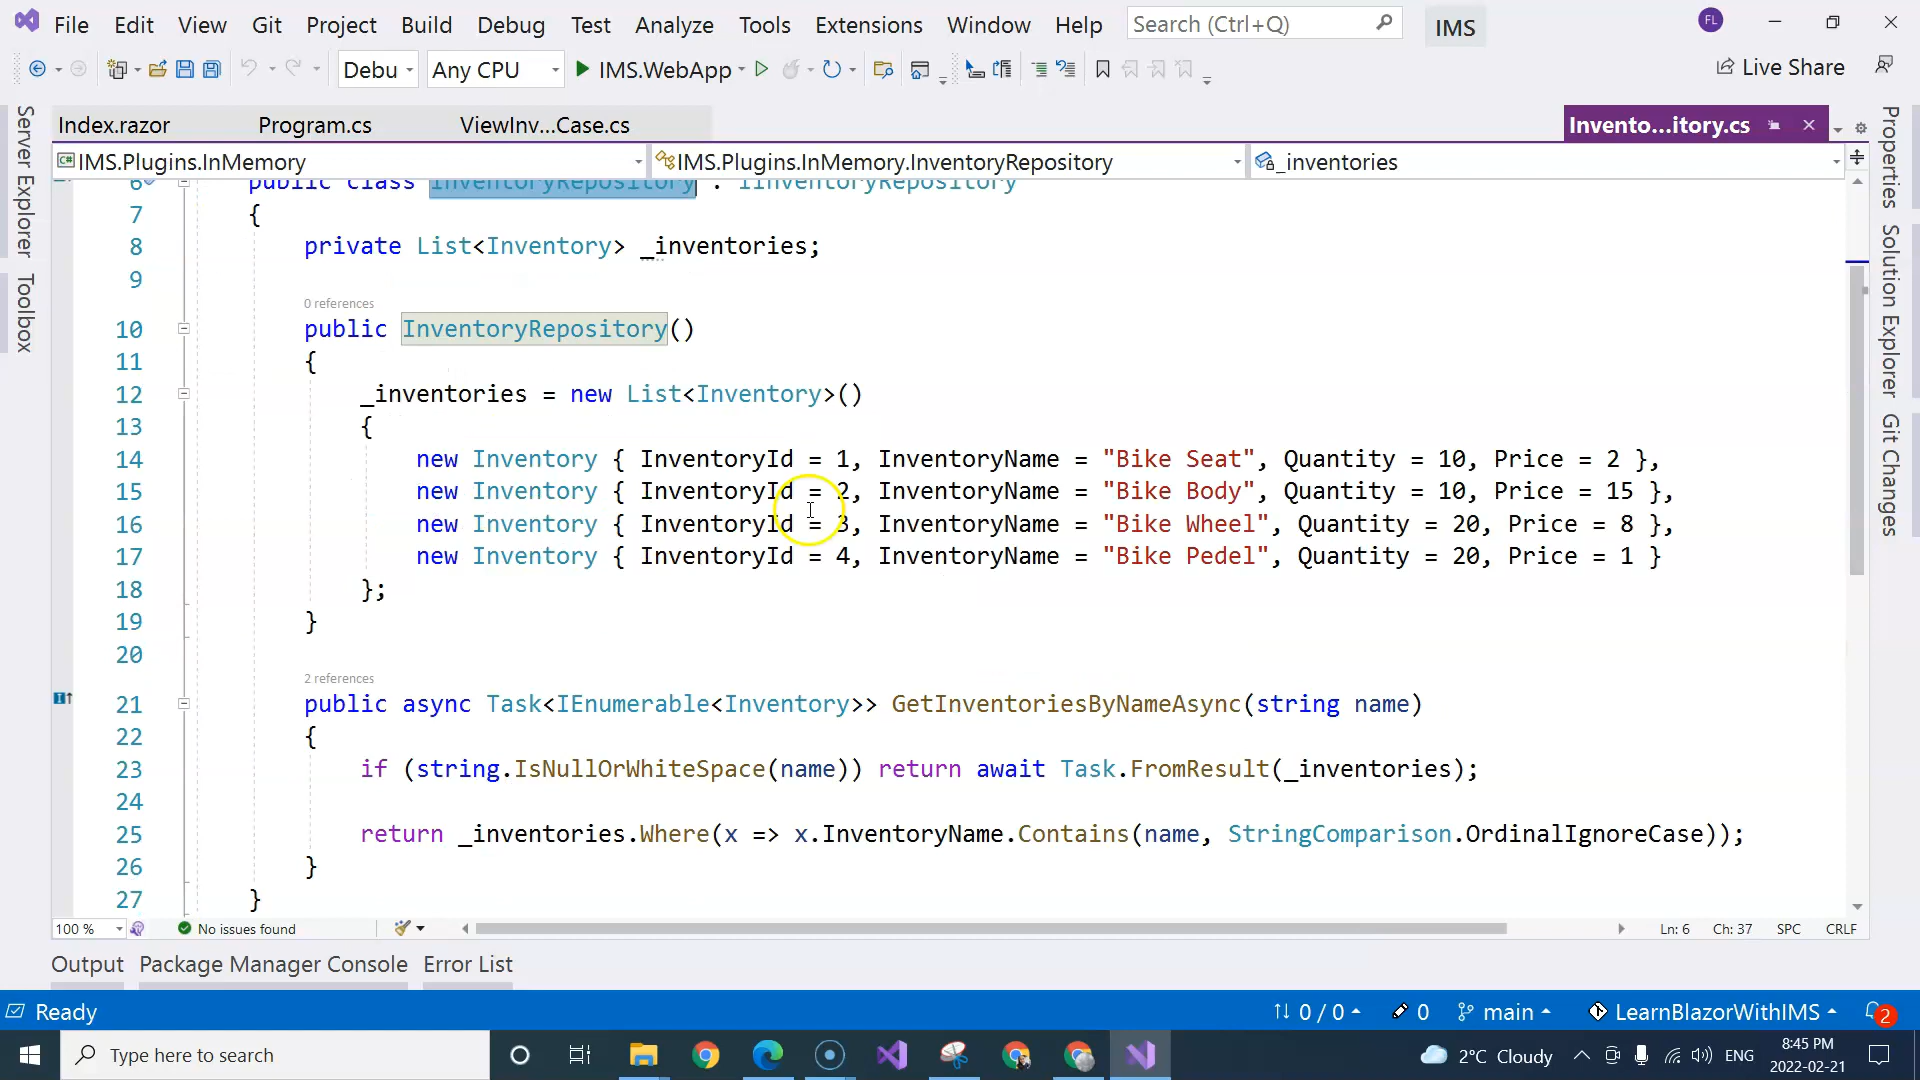 File Edit View Git Project Build Debug Test Analyze Tools Extensions Window Help Search (Ctrl+Q) IMS FL
Debu Any CPU IMS.WebApp Live Share
Index.razor Program.cs ViewInv...Case.cs Invento...itory.cs
IMS.Plugins.InMemory IMS.Plugins.InMemory.InventoryRepository _inventories
Server Explorer
Toolbox
Properties
Solution Explorer
Git Changes
6 public class InventoryRepository : IInventoryRepository
7 {
8 private List<Inventory> _inventories;
9
0 references
10 public InventoryRepository()
11 {
12 _inventories = new List<Inventory>()
13 {
14 new Inventory { InventoryId = 1, InventoryName = "Bike Seat", Quantity = 10, Price = 2 },
15 new Inventory { InventoryId = 2, InventoryName = "Bike Body", Quantity = 10, Price = 15 },
16 new Inventory { InventoryId = 3, InventoryName = "Bike Wheel", Quantity = 20, Price = 8 },
17 new Inventory { InventoryId = 4, InventoryName = "Bike Pedel", Quantity = 20, Price = 1 }
18 };
19 }
20
2 references
21 public async Task<IEnumerable<Inventory>> GetInventoriesByNameAsync(string name)
22 {
23 if (string.IsNullOrWhiteSpace(name)) return await Task.FromResult(_inventories);
24
25 return _inventories.Where(x => x.InventoryName.Contains(name, StringComparison.OrdinalIgnoreCase));
26 }
27 }
100 % No issues found Ln: 6 Ch: 37 SPC CRLF
Output Package Manager Console Error List
Ready 0 / 0 0 main LearnBlazorWithIMS 2
Type here to search 2°C Cloudy ENG 8:45 PM
2022-02-21